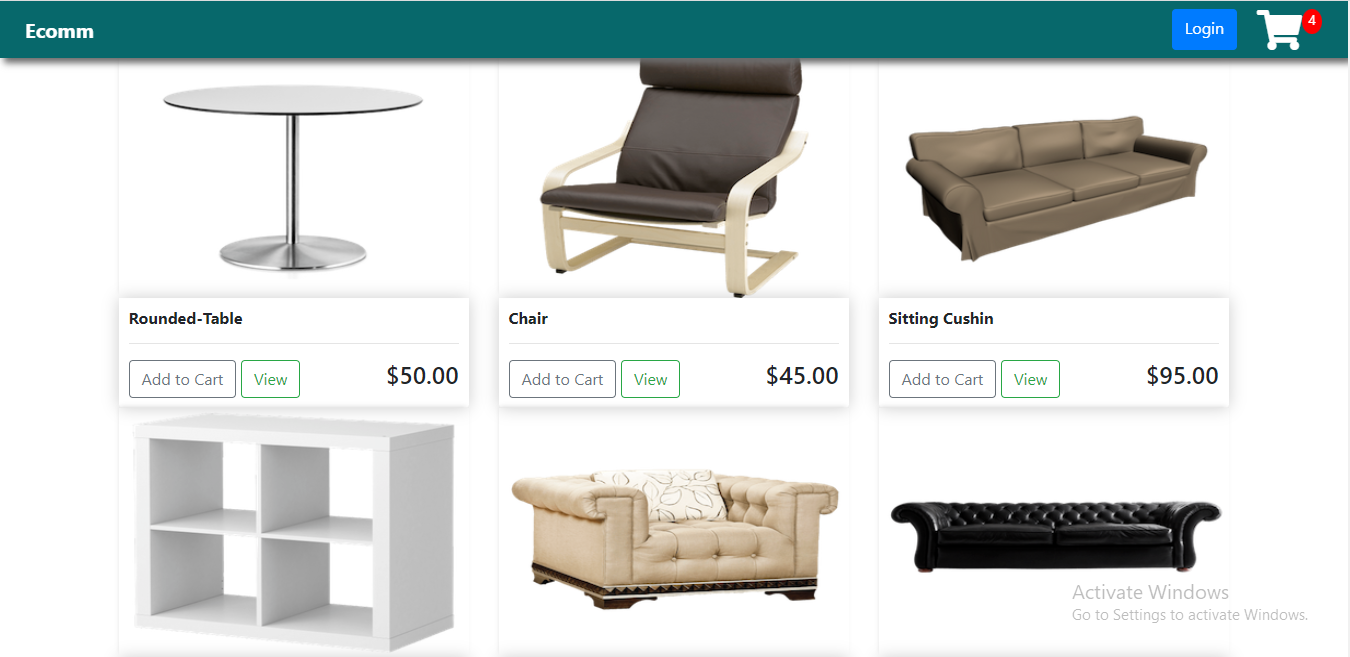 Ecomm
Login
4
Rounded-Table
Chair
Sitting Cushin
Add to Cart View $50.00
Add to Cart View $45.00
Add to Cart View $95.00
Activate Windows
Go to Settings to activate Windows.